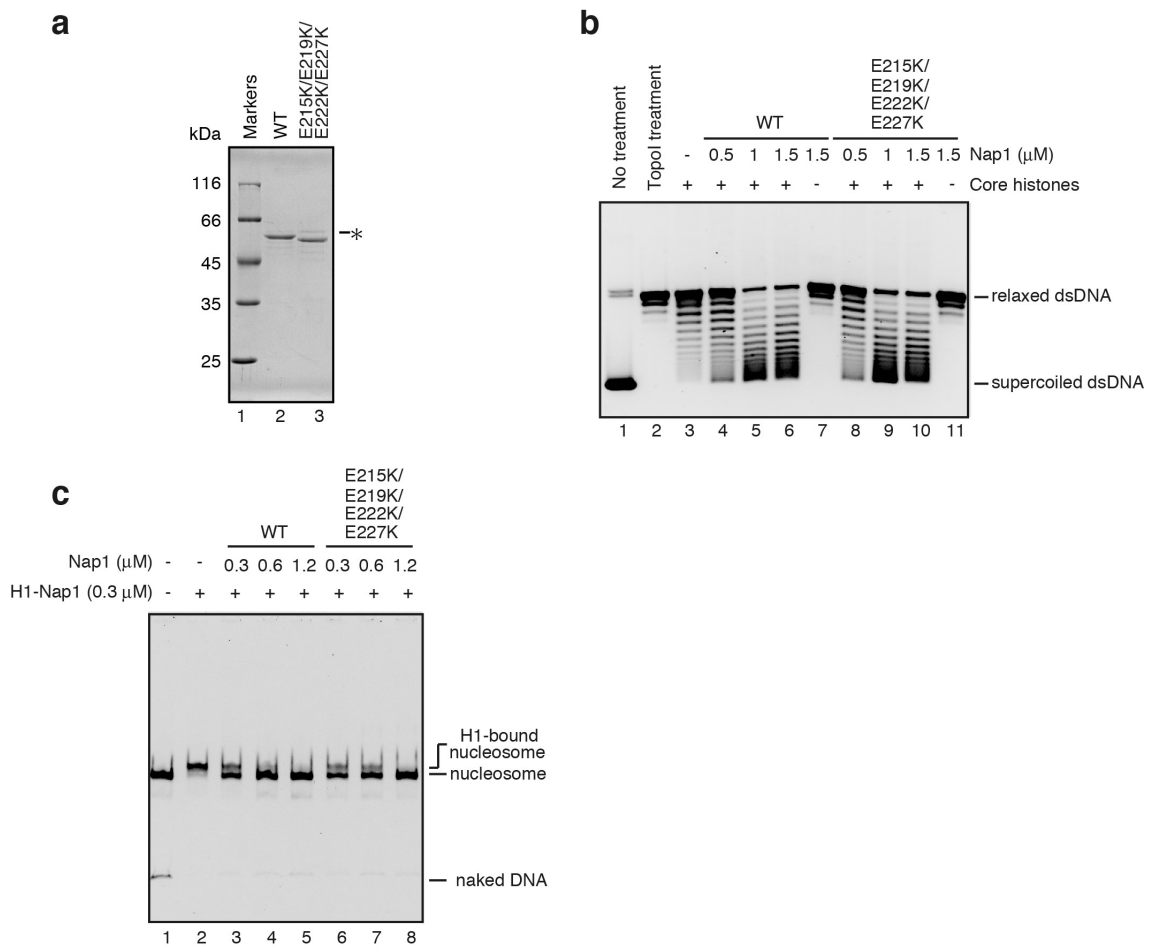 a
kDa
Markers
WT
E215K/E219K/
E222K/E227K
116
66
45
35
25
*
1 2 3
b
No treatment
TopoI treatment
WT
E215K/
E219K/
E222K/
E227K
- 0.5 1 1.5 1.5 0.5 1 1.5 1.5 Nap1 (μM)
+ + + + - + + + - Core histones
relaxed dsDNA
supercoiled dsDNA
1 2 3 4 5 6 7 8 9 10 11
c
WT
E215K/
E219K/
E222K/
E227K
Nap1 (μM) - - 0.3 0.6 1.2 0.3 0.6 1.2
H1-Nap1 (0.3 μM) - + + + + + + +
H1-bound
nucleosome
nucleosome
naked DNA
1 2 3 4 5 6 7 8